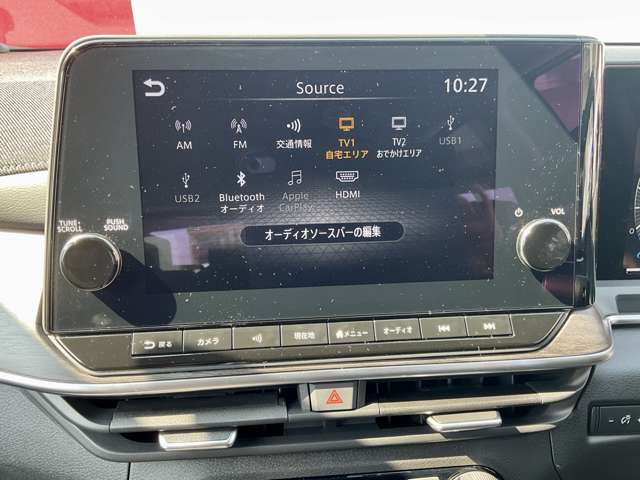 Source
10:27
AM
FM
交通情報
TV1
自宅エリア
TV2
おでかけエリア
USB1
USB2
Bluetooth
オーディオ
Apple
CarPlay
HDMI
オーディオソースバーの編集
TUNE・
SCROLL
PUSH
SOUND
VOL
戻る
カメラ
現在地
メニュー
オーディオ